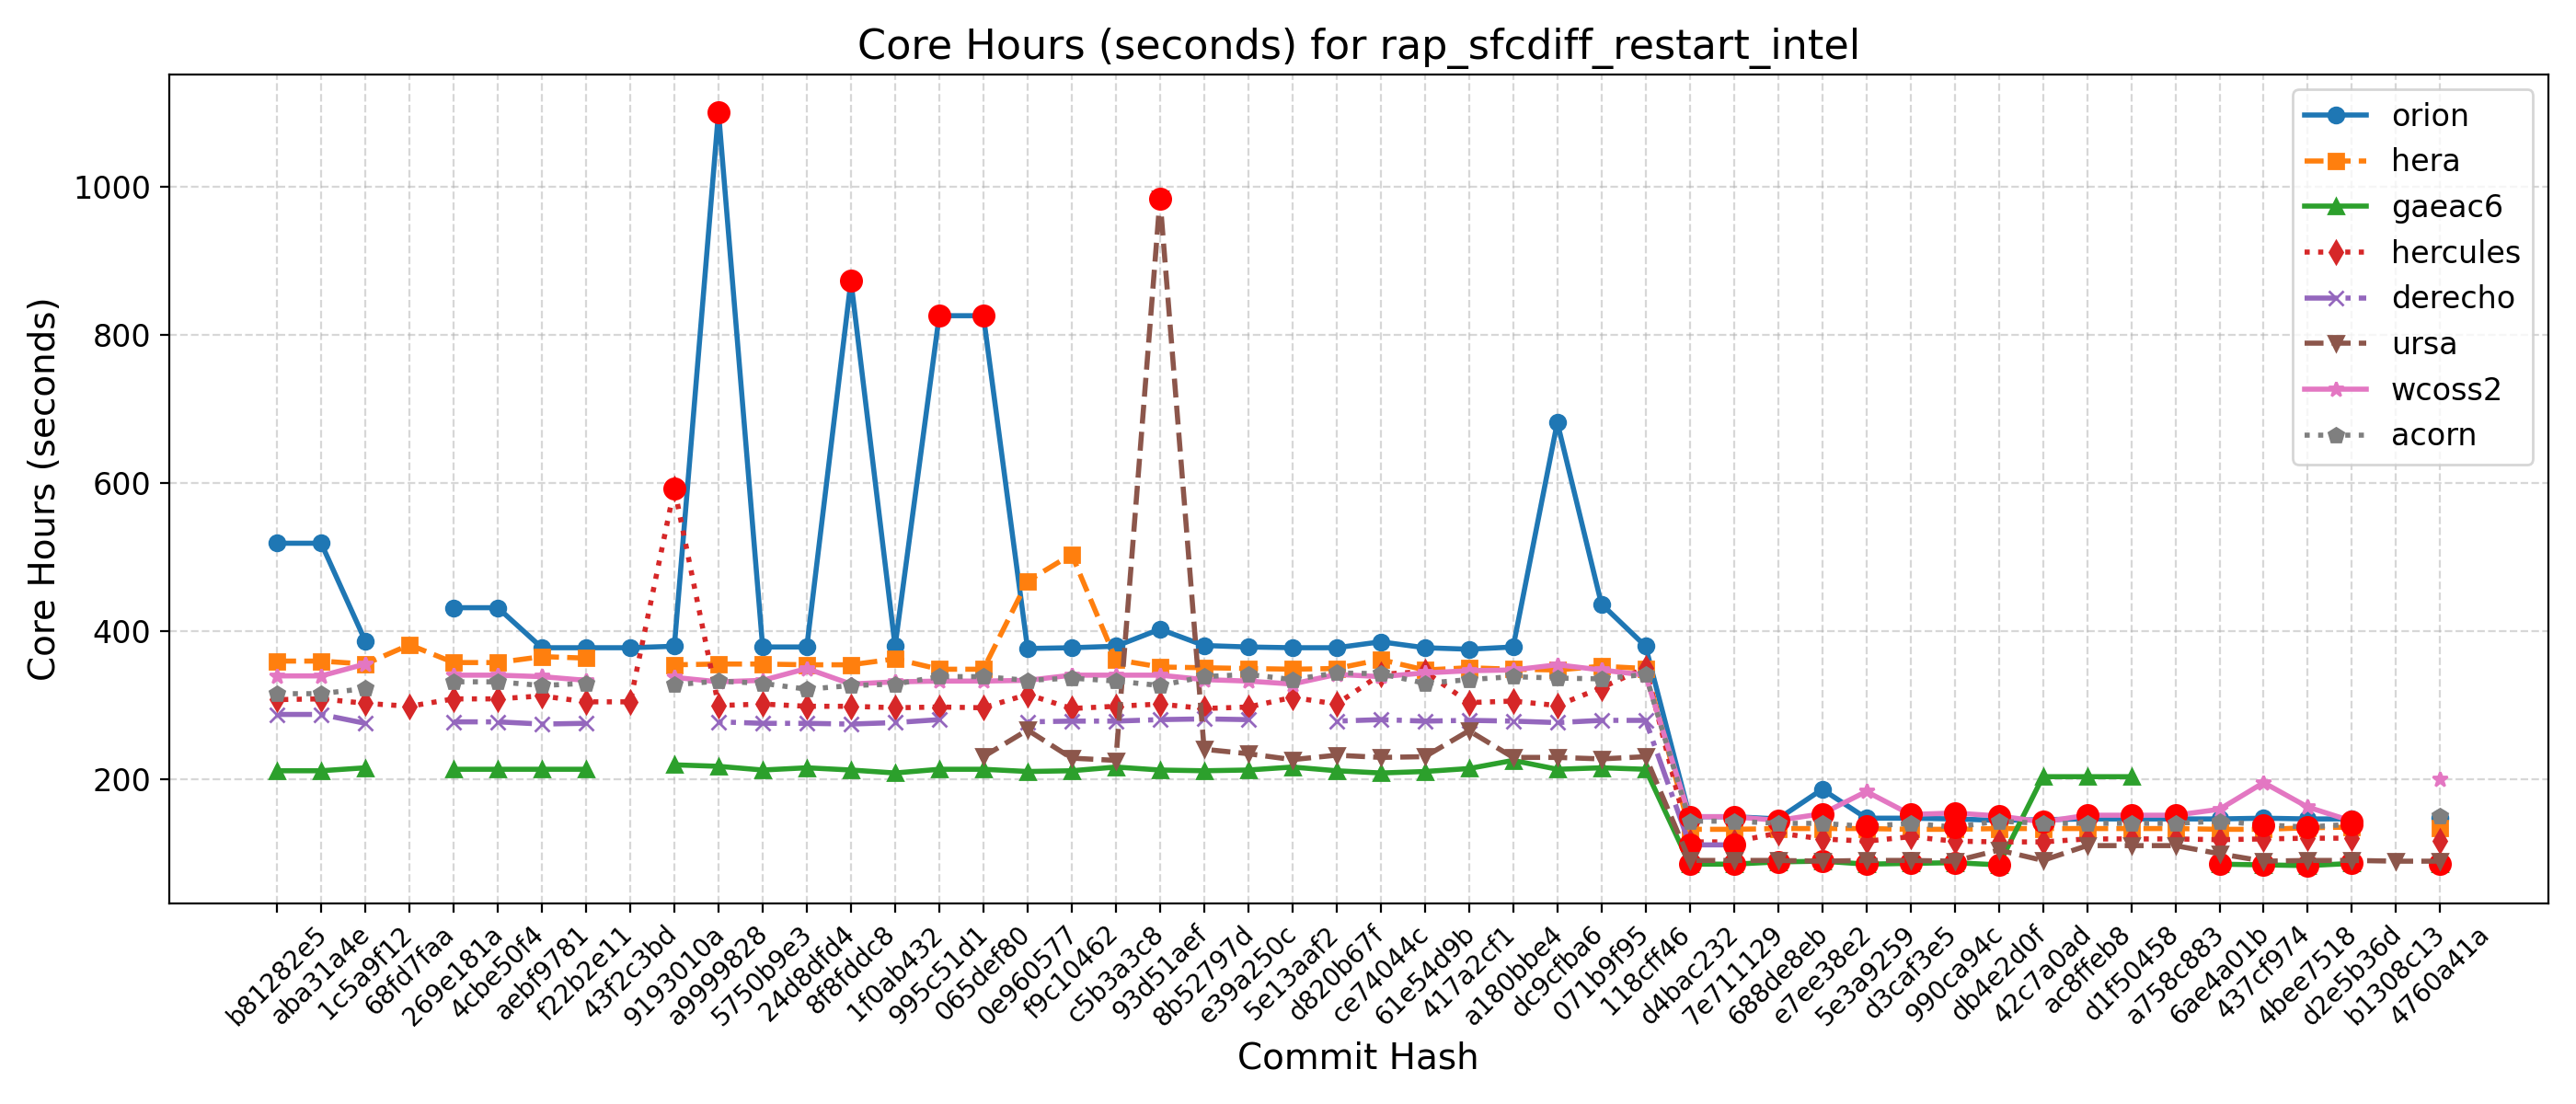 Core Hours (seconds) for rap_sfcdiff_restart_intel
Core Hours (seconds)
1000
800
600
400
200
orion
hera
gaeac6
hercules
derecho
ursa
wcoss2
acorn
b81282e5
aba31a4e
1c5a9f12
68fd7faa
269e181a
4cbe50f4
aebf9781
f22b2e11
43f2c3bd
9193010a
a9999828
5750b9e3
24d8dfd4
8f8fddc8
1f0ab432
995c51d1
065def80
0e960577
f9c10462
c5b3a3c8
93d51aef
8b52797d
e39a250c
5e13aaf2
d820b67f
ce74044c
61e54d9b
417a2cf1
a180bbe4
dc9cfba6
071b9f95
118cff46
d4bac232
7e711129
688de8eb
e7ee38e2
5e3a9259
d3caf3e5
990ca94c
db4e2d0f
42c7a0ad
ac8ffeb8
d1f50458
a758c883
6ae4a01b
437cf974
4bee7518
d2e5b36d
b1308c13
4760a41a
Commit Hash